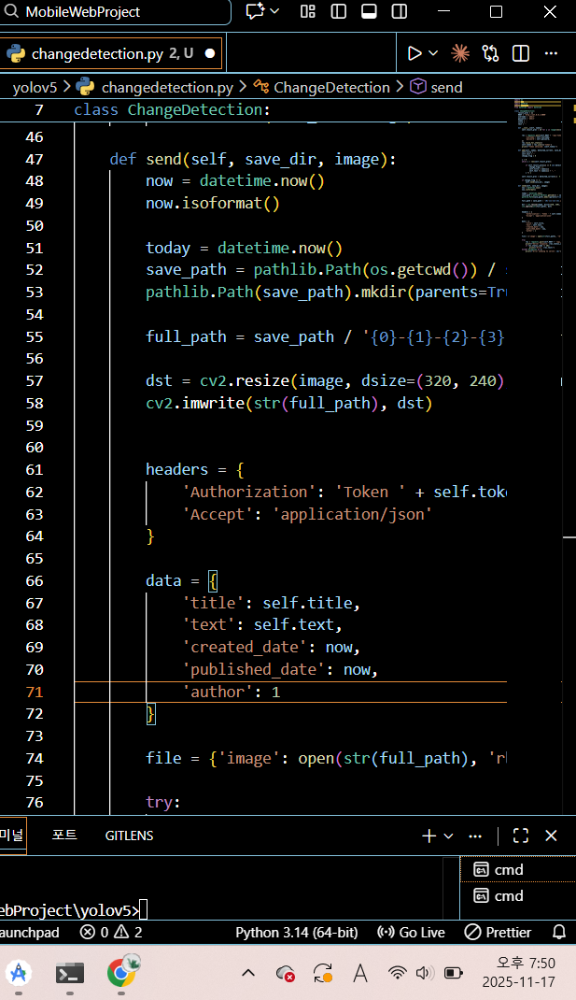 MobileWebProject
changedetection.py 2, U
yolov5 > changedetection.py > ChangeDetection > send
7 class ChangeDetection:
46
47 def send(self, save_dir, image):
48 now = datetime.now()
49 now.isoformat()
50
51 today = datetime.now()
52 save_path = pathlib.Path(os.getcwd()) /
53 pathlib.Path(save_path).mkdir(parents=Tru
54
55 full_path = save_path / '{0}-{1}-{2}-{3}
56
57 dst = cv2.resize(image, dsize=(320, 240)
58 cv2.imwrite(str(full_path), dst)
59
60
61 headers = {
62 'Authorization': 'Token ' + self.toke
63 'Accept': 'application/json'
64 }
65
66 data = {
67 'title': self.title,
68 'text': self.text,
69 'created_date': now,
70 'published_date': now,
71 'author': 1
72 }
73
74 file = {'image': open(str(full_path), 'r
75
76 try:
미널 포트 GITLENS
cmd
cmd
ebProject\yolov5>
aunchpad 0 2 Python 3.14 (64-bit) Go Live Prettier
오후 7:50
2025-11-17